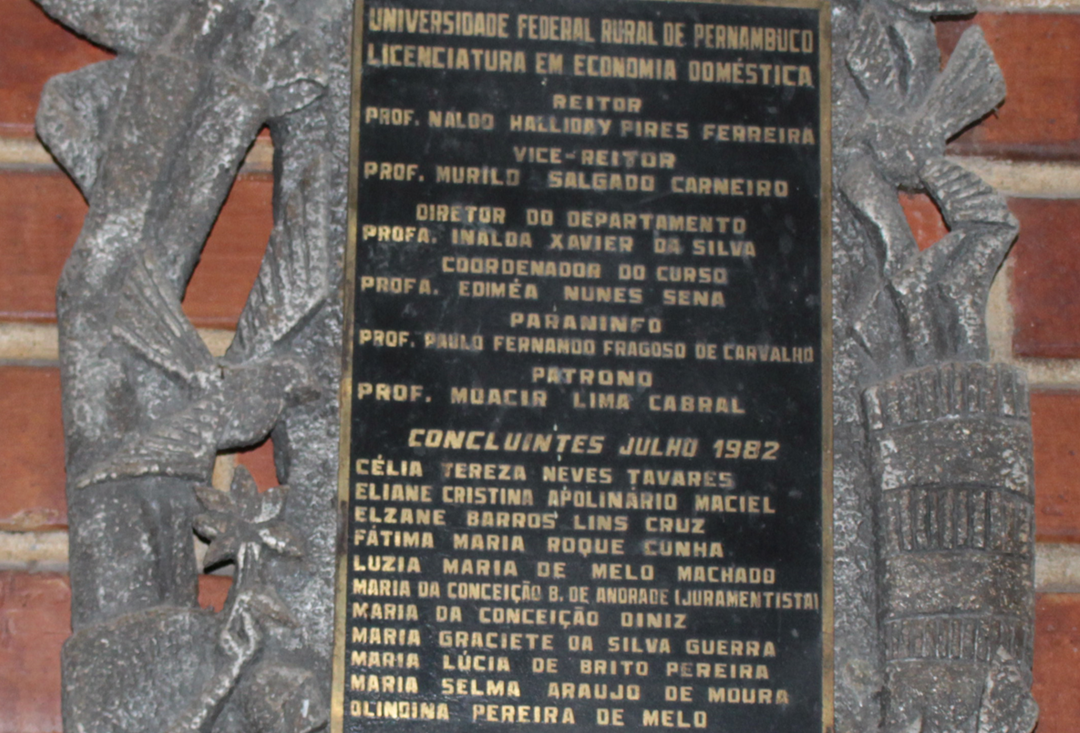 UNIVERSIDADE FEDERAL RURAL DE PERNAMBUCO
LICENCIATURA EM ECONOMIA DOMÉSTICA
REITOR
PROF. NALDO HALLIDAY PIRES FERREIRA
VICE-REITOR
PROF. MURILO SALGADO CARNEIRO
DIRETOR DO DEPARTAMENTO
PROFA. INALDA XAVIER DA SILVA
COORDENADOR DO CURSO
PROFA. EDIMÉA NUNES SENA
PARANINFO
PROF. PAULO FERNANDO FRAGOSO DE CARVALHO
PATRONO
PROF. MOACIR LIMA CABRAL
CONCLUINTES JULHO 1982
CÉLIA TEREZA NEVES TAVARES
ELIANE CRISTINA APOLINÁRIO MACIEL
ELZANE BARROS LINS CRUZ
FÁTIMA MARIA ROQUE CUNHA
LUZIA MARIA DE MELO MACHADO
MARIA DA CONCEIÇÃO B. DE ANDRADE (JURAMENTISTA)
MARIA DA CONCEIÇÃO DINIZ
MARIA GRACIETE DA SILVA GUERRA
MARIA LÚCIA DE BRITO PEREIRA
MARIA SELMA ARAUJO DE MOURA
OLINDINA PEREIRA DE MELO